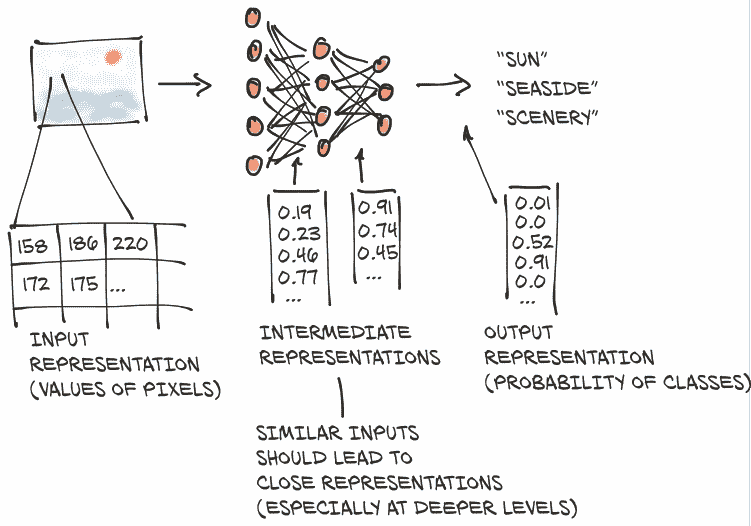 "SUN"
"SEASIDE"
"SCENERY"
158 186 220
172 175 ...
0.19
0.23
0.46
0.77
...
0.91
0.74
0.45
...
0.01
0.0
0.52
0.91
0.0
...
INPUT
REPRESENTATION
(VALUES OF PIXELS)
INTERMEDIATE
REPRESENTATIONS
OUTPUT
REPRESENTATION
(PROBABILITY OF CLASSES)
SIMILAR INPUTS
SHOULD LEAD TO
CLOSE REPRESENTATIONS
(ESPECIALLY AT DEEPER LEVELS)